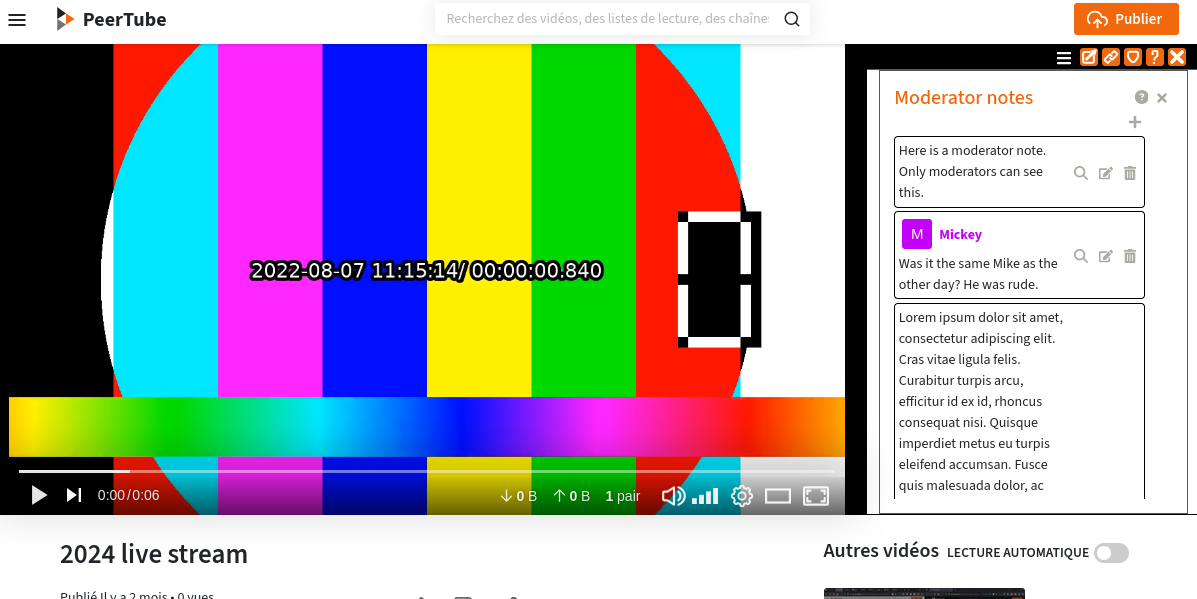 PeerTube
Recherchez des vidéos, des listes de lecture, des chaînes
Publier
Moderator notes
Here is a moderator note.
Only moderators can see
this.
M Mickey
Was it the same Mike as the
other day? He was rude.
Lorem ipsum dolor sit amet,
consectetur adipiscing elit.
Cras vitae ligula felis.
Curabitur turpis arcu,
efficitur id ex id, rhoncus
consequat nisi. Quisque
imperdiet metus eu turpis
eleifend accumsan. Fusce
quis malesuada dolor, ac
2022-08-07 11:15:14/ 00:00:00.840
0
0:00/0:06
0 B 0 B 1 pair
2024 live stream
Publié Il y a 2 mois • 0 vues
Autres vidéos LECTURE AUTOMATIQUE